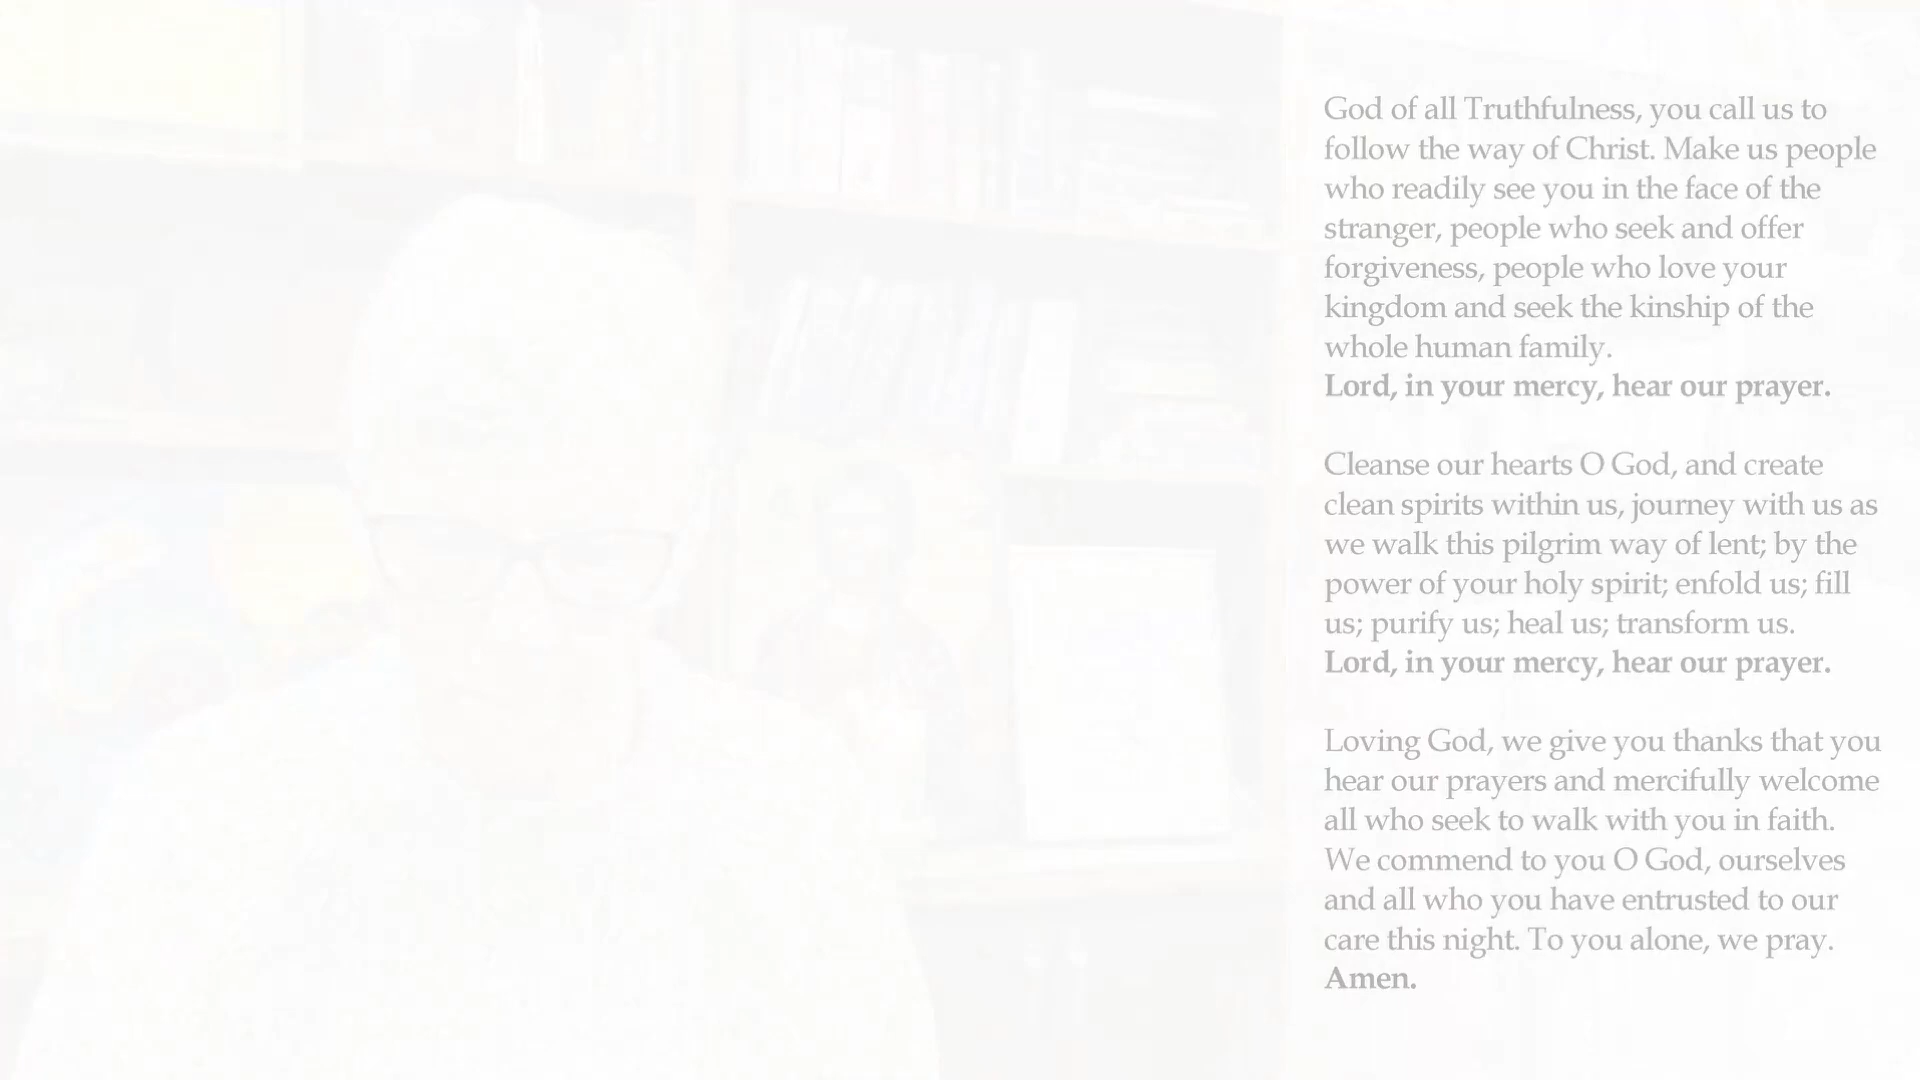 God of all Truthfulness, you call us to
follow the way of Christ. Make us people
who readily see you in the face of the
stranger, people who seek and offer
forgiveness, people who love your
kingdom and seek the kinship of the
whole human family.
Lord, in your mercy, hear our prayer.
Cleanse our hearts O God, and create
clean spirits within us, journey with us as
we walk this pilgrim way of lent; by the
power of your holy spirit; enfold us; fill
us; purify us; heal us; transform us.
Lord, in your mercy, hear our prayer.
Loving God, we give you thanks that you
hear our prayers and mercifully welcome
all who seek to walk with you in faith.
We commend to you O God, ourselves
and all who you have entrusted to our
care this night. To you alone, we pray.
Amen.